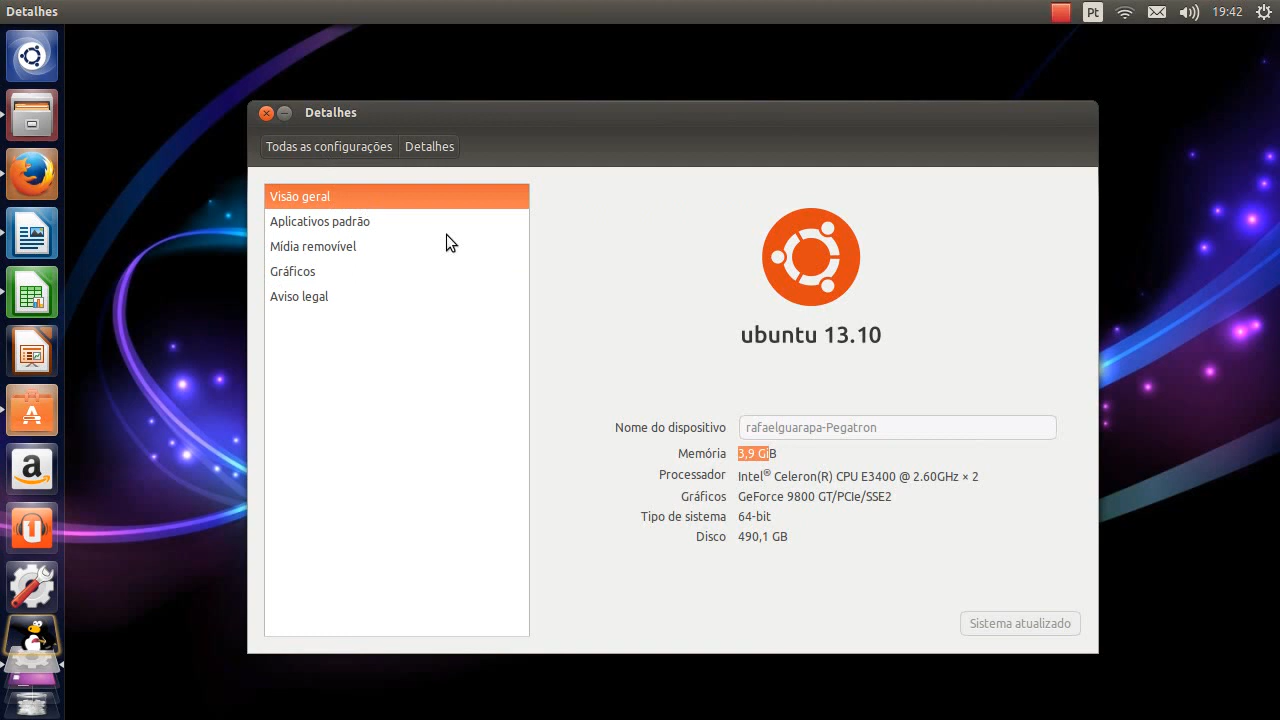 Detalhes
Pt
19:42
Detalhes
Todas as configurações Detalhes
Visão geral
Aplicativos padrão
Mídia removível
Gráficos
Aviso legal
ubuntu 13.10
Nome do dispositivo rafaelguarapa-Pegatron
Memória 3,9 GiB
Processador Intel® Celeron(R) CPU E3400 @ 2.60GHz × 2
Gráficos GeForce 9800 GT/PCIe/SSE2
Tipo de sistema 64-bit
Disco 490,1 GB
Sistema atualizado